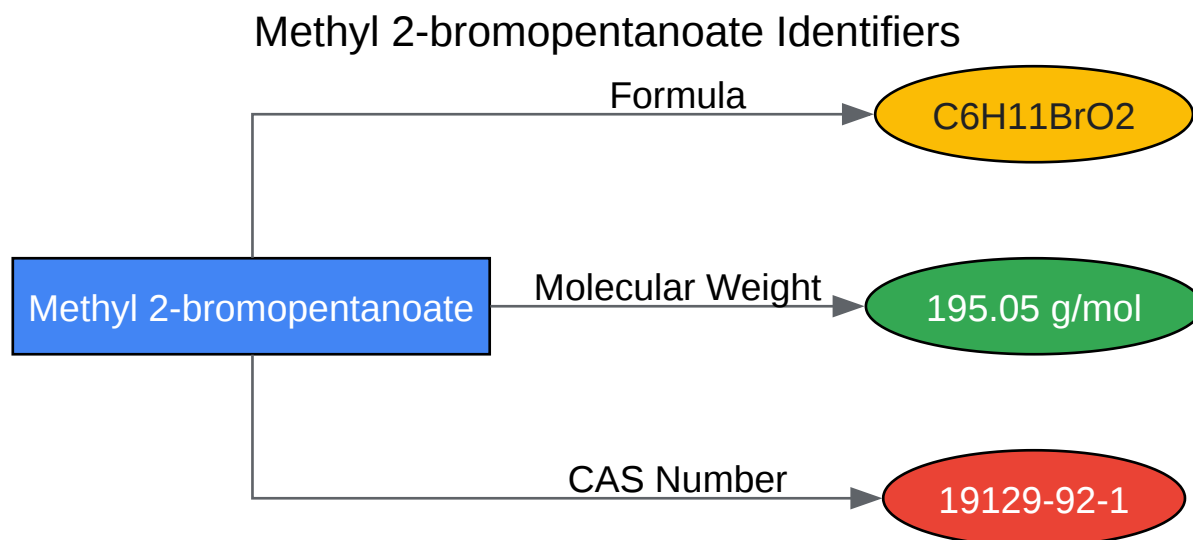 Methyl 2-bromopentanoate Identifiers
Formula
C6H11BrO2
Methyl 2-bromopentanoate
Molecular Weight
195.05 g/mol
CAS Number
19129-92-1